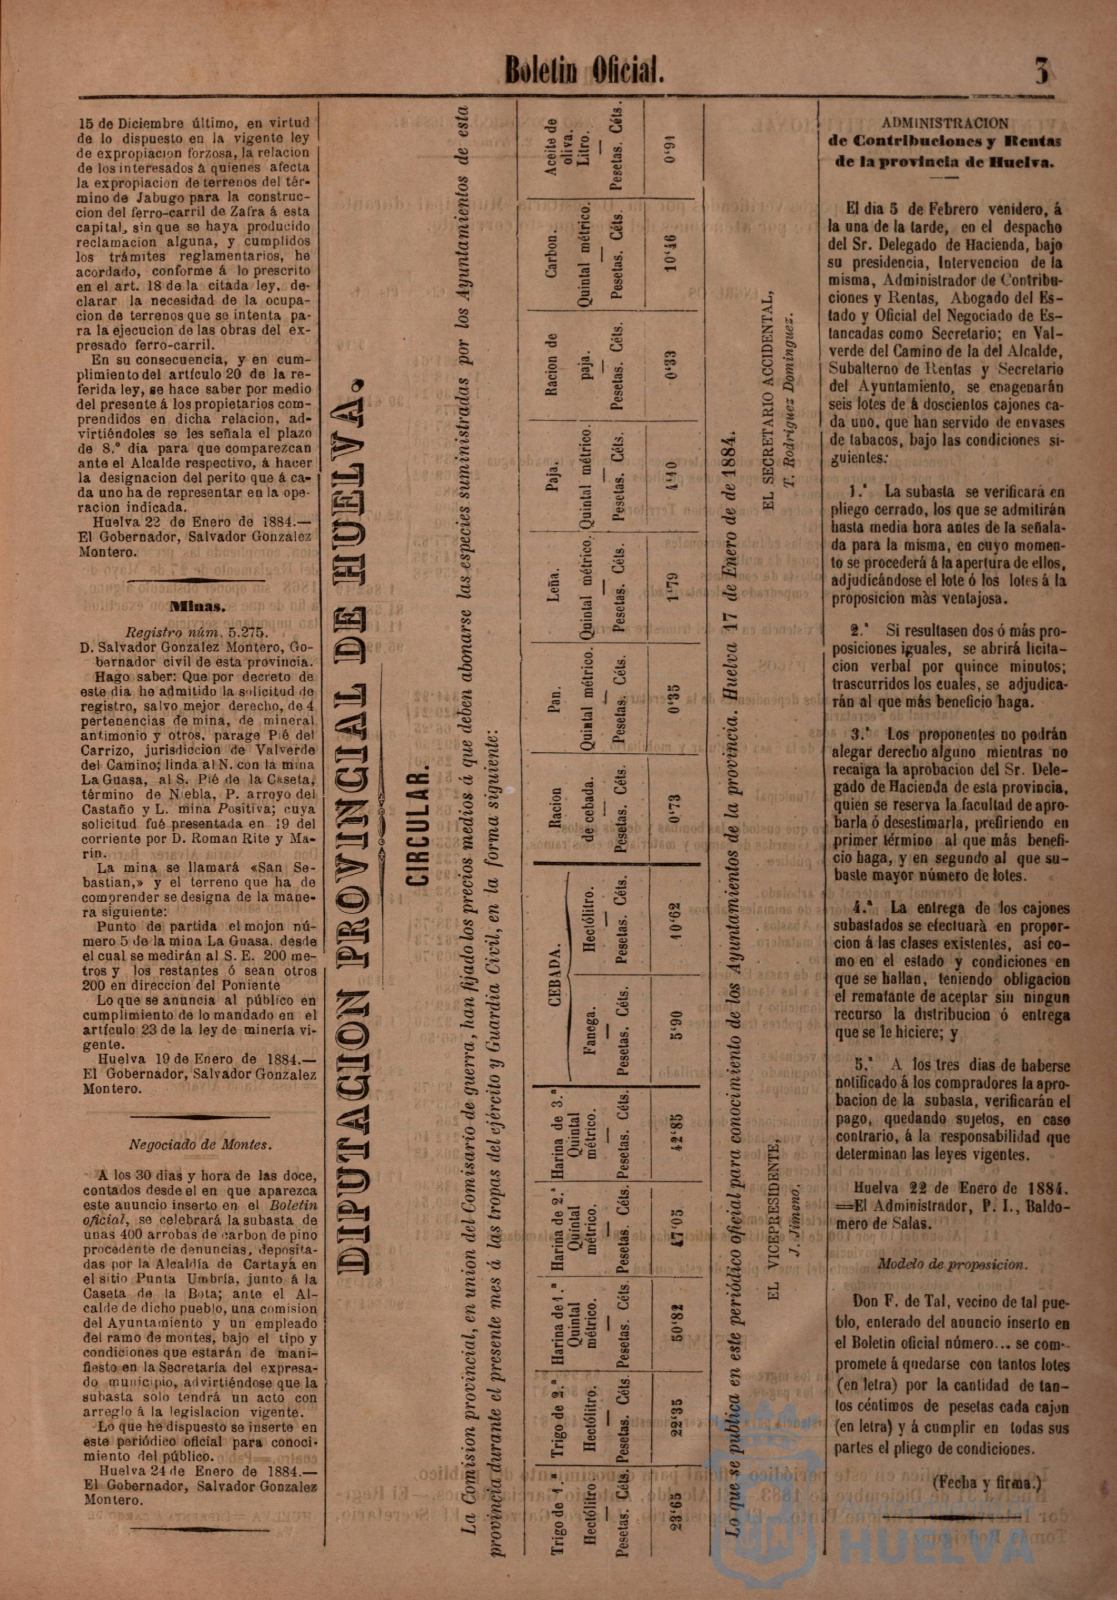 Boletin Oficial.
3
15 de Diciembre último, en virtud
de lo dispuesto en la vigente ley
de expropiacion forzosa, la relacion
de los interesados á quienes afecta
la expropiacion de terrenos del tér-
mino de Jabugo para la construc-
cion del ferro-carril de Zafra á esta
capital, sin que se haya producido
reclamacion alguna, y cumplidos
los trámites reglamentarios, he
acordado, conforme á lo prescrito
en el art. 18 de la citada ley, de-
clarar la necesidad de la ocupa-
cion de terrenos que se intenta pa-
ra la ejecucion de las obras del ex-
presado ferro-carril.
En su consecuencia, y en cum-
plimiento del artículo 20 de la re-
ferida ley, se hace saber por medio
del presente á los propietarios com-
prendidos en dicha relacion, ad-
virtiéndoles se les señala el plazo
de 8.º dia para que comparezcan
ante el Alcalde respectivo, á hacer
la designacion del perito que á ca-
da uno ha de representar en la ope-
racion indicada.
Huelva 22 de Enero de 1884.—
El Gobernador, Salvador Gonzalez
Montero.
Minas.
Registro núm. 5.275.
D. Salvador Gonzalez Montero, Go-
bernador civil de esta provincia.
Hago saber: Que por decreto de
este dia he admitido la solicitud de
registro, salvo mejor derecho, de 4
pertenencias de mina, de mineral
antimonio y otros, parage Pié del
Carrizo, jurisdiccion de Valverde
del Camino; linda al N. con la mina
La Guasa, al S. Pié de la Caseta,
término de Niebla, P. arroyo del
Castaño y L. mina Positiva; cuya
solicitud fué presentada en 19 del
corriente por D. Roman Rite y Ma-
rin.
La mina se llamará «San Se-
bastian,» y el terreno que ha de
comprender se designa de la mane-
ra siguiente:
Punto de partida el mojon nú-
mero 5 de la mina La Guasa, desde
el cual se medirán al S. E. 200 me-
tros y los restantes ó sean otros
200 en direccion del Poniente
Lo que se anuncia al público en
cumplimiento de lo mandado en el
artículo 23 de la ley de minería vi-
gente.
Huelva 19 de Enero de 1884.—
El Gobernador, Salvador Gonzalez
Montero.
Negociado de Montes.
A los 30 dias y hora de las doce,
contados desde el en que aparezca
este anuncio inserto en el Boletin
oficial, se celebrará la subasta de
unas 400 arrobas de carbon de pino
procedente de denuncias, deposita-
das por la Alcaldía de Cartaya en
el sitio Punta Umbría, junto á la
Caseta de la Bota; ante el Al-
calde de dicho pueblo, una comision
del Ayuntamiento y un empleado
del ramo de montes, bajo el tipo y
condiciones que estarán de mani-
fiesto en la Secretaría del expresa-
do municipio, advirtiéndose que la
subasta solo tendrá un acto con
arreglo á la legislacion vigente.
Lo que he dispuesto se inserte en
este periódico oficial para conoci-
miento del público.
Huelva 24 de Enero de 1884.—
El Gobernador, Salvador Gonzalez
Montero.
DIPUTACION PROVINCIAL DE HUELVA.
CIRCULAR.
La Comision provincial, en union del Comisario de guerra, han fijado los precios medios á que deben abonarse las especies suministradas por los Ayuntamientos de esta
provincia durante el presente mes á las tropas del ejército y Guardia Civil, en la forma siguiente:
Trigo de 1.ª Hectólitro — Pesetas. Céts. 23'65
Trigo de 2.ª Hectólitro. — Pesetas. Céts. 22'35
Harina de 1.ª Quintal métrico. — Pesetas. Céts. 50'82
Harina de 2.ª Quintal métrico. — Pesetas. Céts. 47'05
Harina de 3.ª Quintal métrico. — Pesetas. Céts. 42'85
CEBADA.
Fanega. — Pesetas. Céts. 5'90
Hectólitro. — Pesetas. Céts. 10'62
Racion de cebada. Pesetas. Céts. 0'73
Pan. Quintal métrico. — Pesetas. Céts. 0'35
Leña. Quintal métrico. — Pesetas. Céts. 1'79
Paja. Quintal métrico. — Pesetas. Céts. 4'40
Racion de paja. — Pesetas. Céts. 0'33
Carbon. Quintal métrico. — Pesetas. Céts. 10'46
Aceite de oliva. Litro. — Pesetas. Céts. 0'91
Lo que se publica en este periódico oficial para conocimiento de los Ayuntamientos de la provincia. Huelva 17 de Enero de de 1884.
EL VICEPRESIDENTE,
J. Jimeno.
EL SECRETARIO ACCIDENTAL,
T. Rodriguez Dominguez.
ADMINISTRACION
de Contribuciones y Rentas
de la provincia de Huelva.
El dia 5 de Febrero venidero, á
la una de la tarde, en el despacho
del Sr. Delegado de Hacienda, bajo
su presidencia, Intervencion de la
misma, Administrador de Contribu-
ciones y Rentas, Abogado del Es-
tado y Oficial del Negociado de Es-
tancadas como Secretario; en Val-
verde del Camino de la del Alcalde,
Subalterno de Rentas y Secretario
del Ayuntamiento, se enagenarán
seis lotes de á doscientos cajones ca-
da uno, que han servido de envases
de tabacos, bajo las condiciones si-
guientes:
1.ª La subasta se verificará en
pliego cerrado, los que se admitirán
hasta media hora antes de la señala-
da para la misma, en cuyo momen-
to se procederá á la apertura de ellos,
adjudicándose el lote ó los lotes á la
proposicion màs ventajosa.
2.ª Si resultasen dos ó más pro-
posiciones iguales, se abrirá licita-
cion verbal por quince minutos;
trascurridos los cuales, se adjudica-
rán al que más beneficio haga.
3.ª Los proponentes no podrán
alegar derecho alguno mientras no
recaiga la aprobacion del Sr. Dele-
gado de Hacienda de esta provincia,
quien se reserva la facultad de apro-
barla ó desestimarla, prefiriendo en
primer término al que más benefi-
cio haga, y en segundo al que su-
baste mayor número de lotes.
4.ª La entrega de los cajones
subastados se efectuarà en propor-
cion á las clases existentes, así co-
mo en el estado y condiciones en
que se hallan, teniendo obligacion
el rematante de aceptar sin ningun
recurso la distribucion ó entrega
que se le hiciere; y
5.ª A los tres dias de haberse
notificado á los compradores la apro-
bacion de la subasta, verificarán el
pago, quedando sujetos, en caso
contrario, á la responsabilidad que
determinan las leyes vigentes.
Huelva 22 de Enero de 1884.
=El Administrador, P. I., Baldo-
mero de Salas.
Modelo de proposicion.
Don F. de Tal, vecino de tal pue-
blo, enterado del anuncio inserto en
el Boletin oficial número... se com-
promete á quedarse con tantos lotes
(en letra) por la cantidad de tan-
tos céntimos de pesetas cada cajon
(en letra) y á cumplir en todas sus
partes el pliego de condiciones.
(Fecha y firma.)
HUELVA